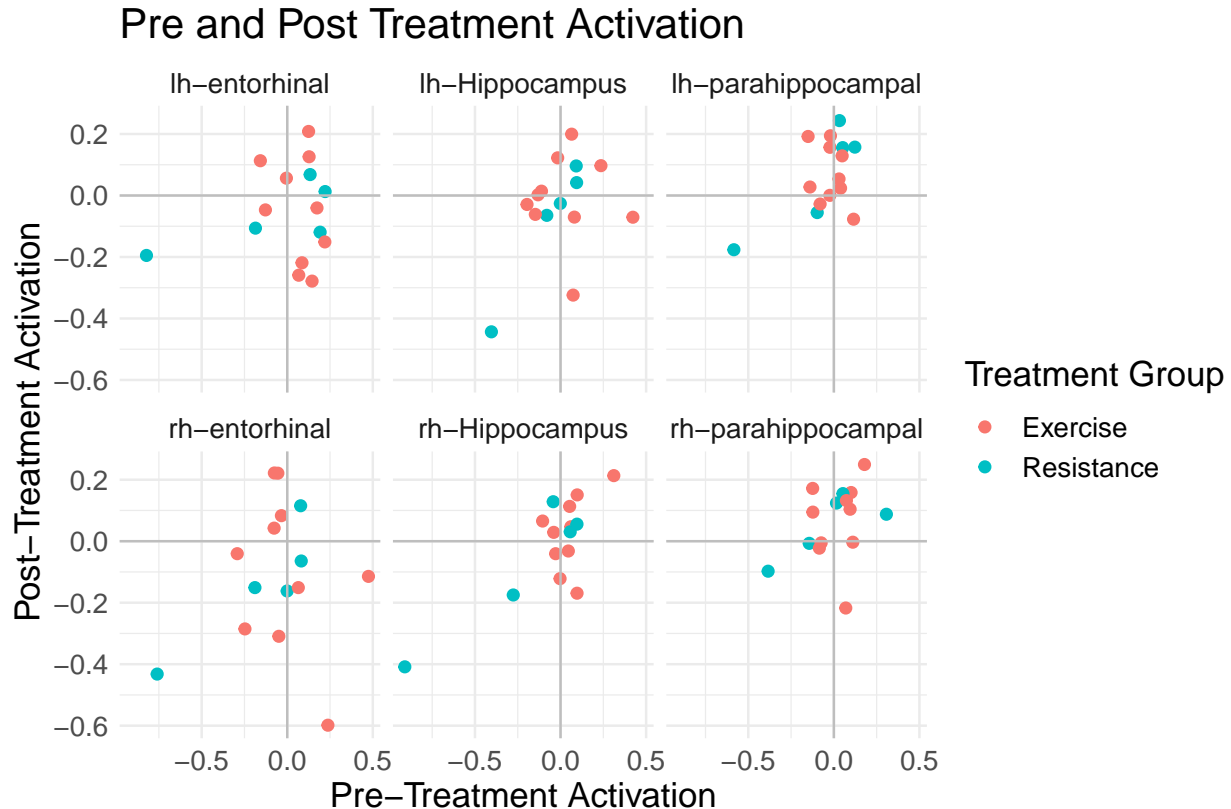 Pre and Post Treatment Activation
lh−entorhinal
lh−Hippocampus
lh−parahippocampal
0.2
0.0
−0.2
−0.4
−0.6
rh−entorhinal
rh−Hippocampus
rh−parahippocampal
0.2
0.0
−0.2
−0.4
−0.6
−0.5 0.0 0.5
−0.5 0.0 0.5
−0.5 0.0 0.5
Pre−Treatment Activation
Post−Treatment Activation
Treatment Group
Exercise
Resistance